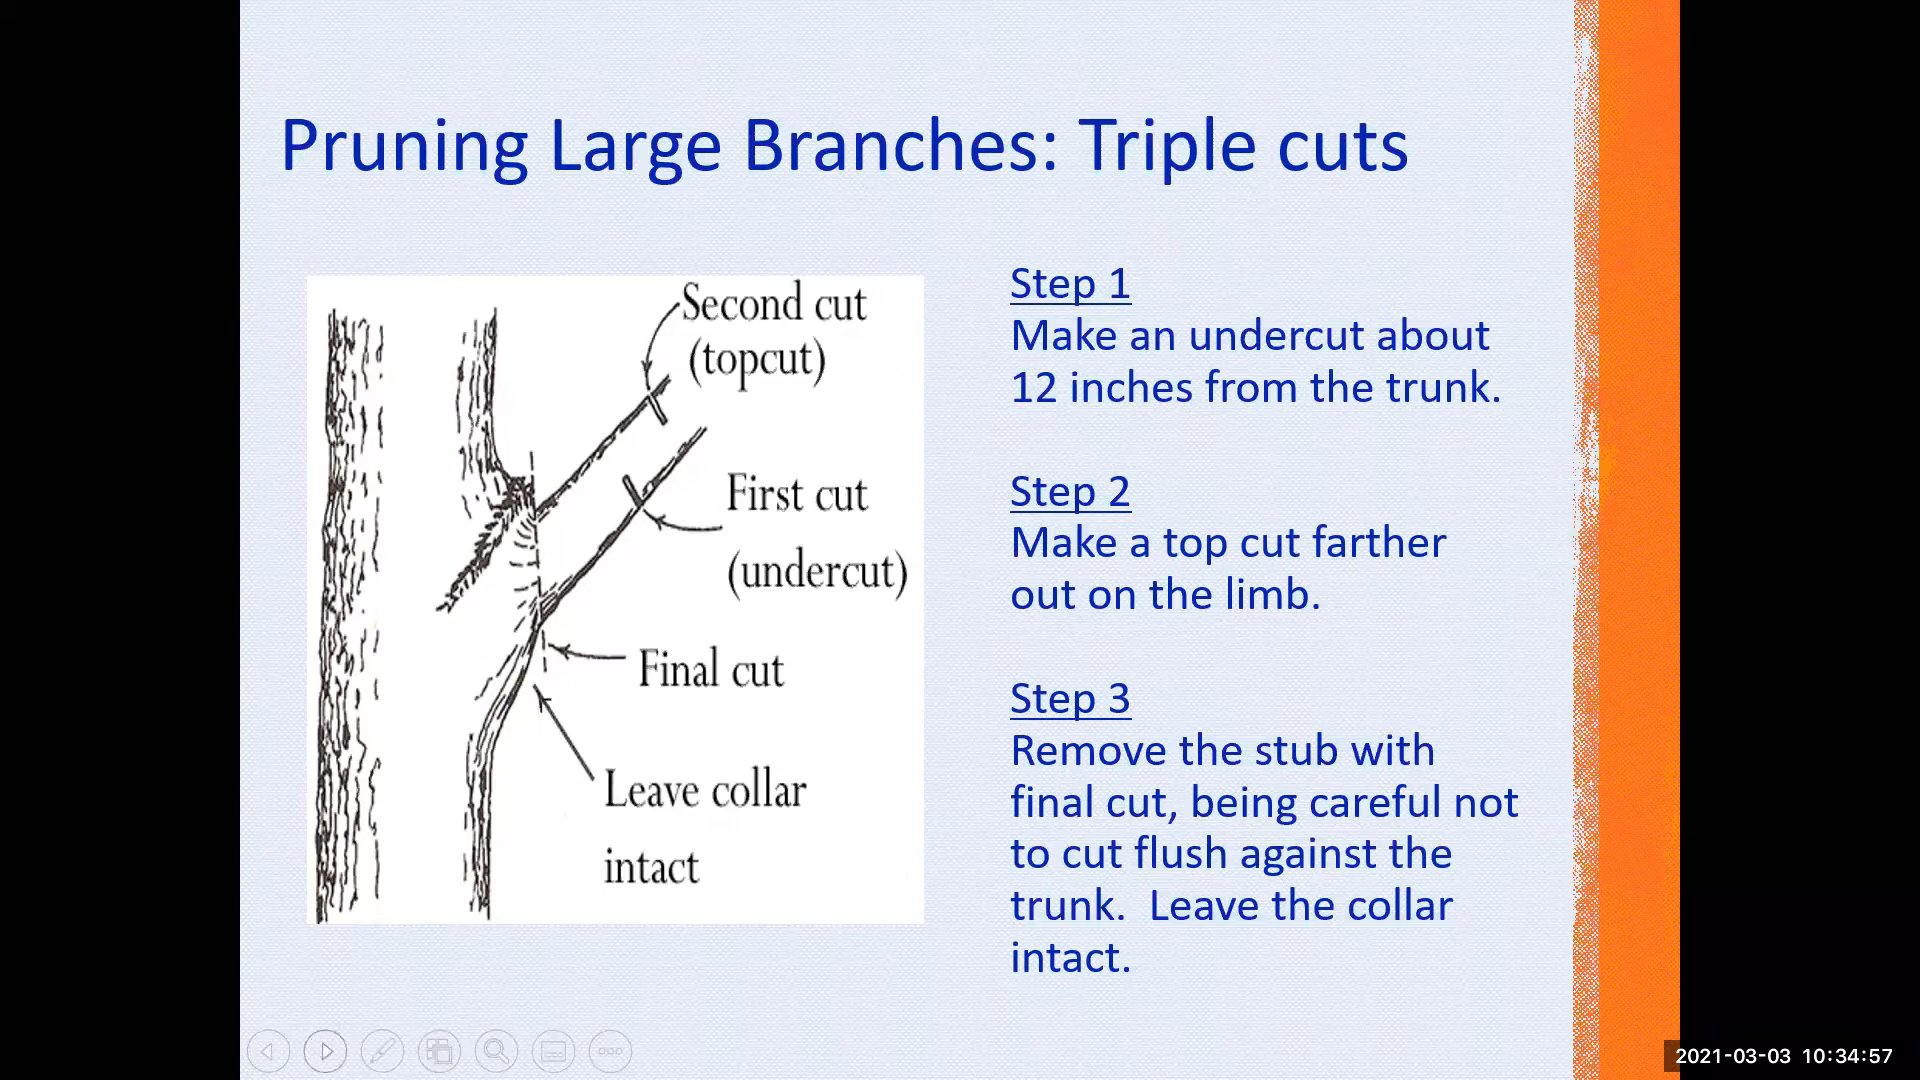 Pruning Large Branches: Triple cuts
Second cut
(topcut)
First cut
(undercut)
Final cut
Leave collar
intact
Step 1
Make an undercut about
12 inches from the trunk.
Step 2
Make a top cut farther
out on the limb.
Step 3
Remove the stub with
final cut, being careful not
to cut flush against the
trunk.  Leave the collar
intact.
2021-03-03 10:34:57